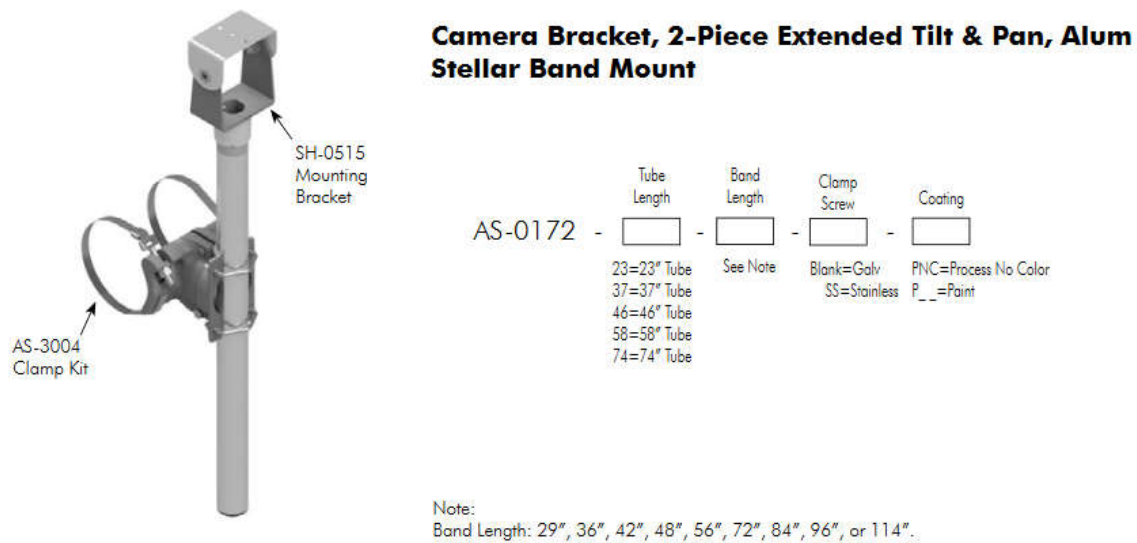 Camera Bracket, 2-Piece Extended Tilt & Pan, Alum
Stellar Band Mount
SH-0515
Mounting
Bracket
AS-3004
Clamp Kit
Tube
Length
Band
Length
Clamp
Screw
Coating
AS-0172 - - - -
23=23" Tube
37=37" Tube
46=46" Tube
58=58" Tube
74=74" Tube
See Note
Blank=Galv
SS=Stainless
PNC=Process No Color
P_ _=Paint
Note:
Band Length: 29", 36", 42", 48", 56", 72", 84", 96", or 114".